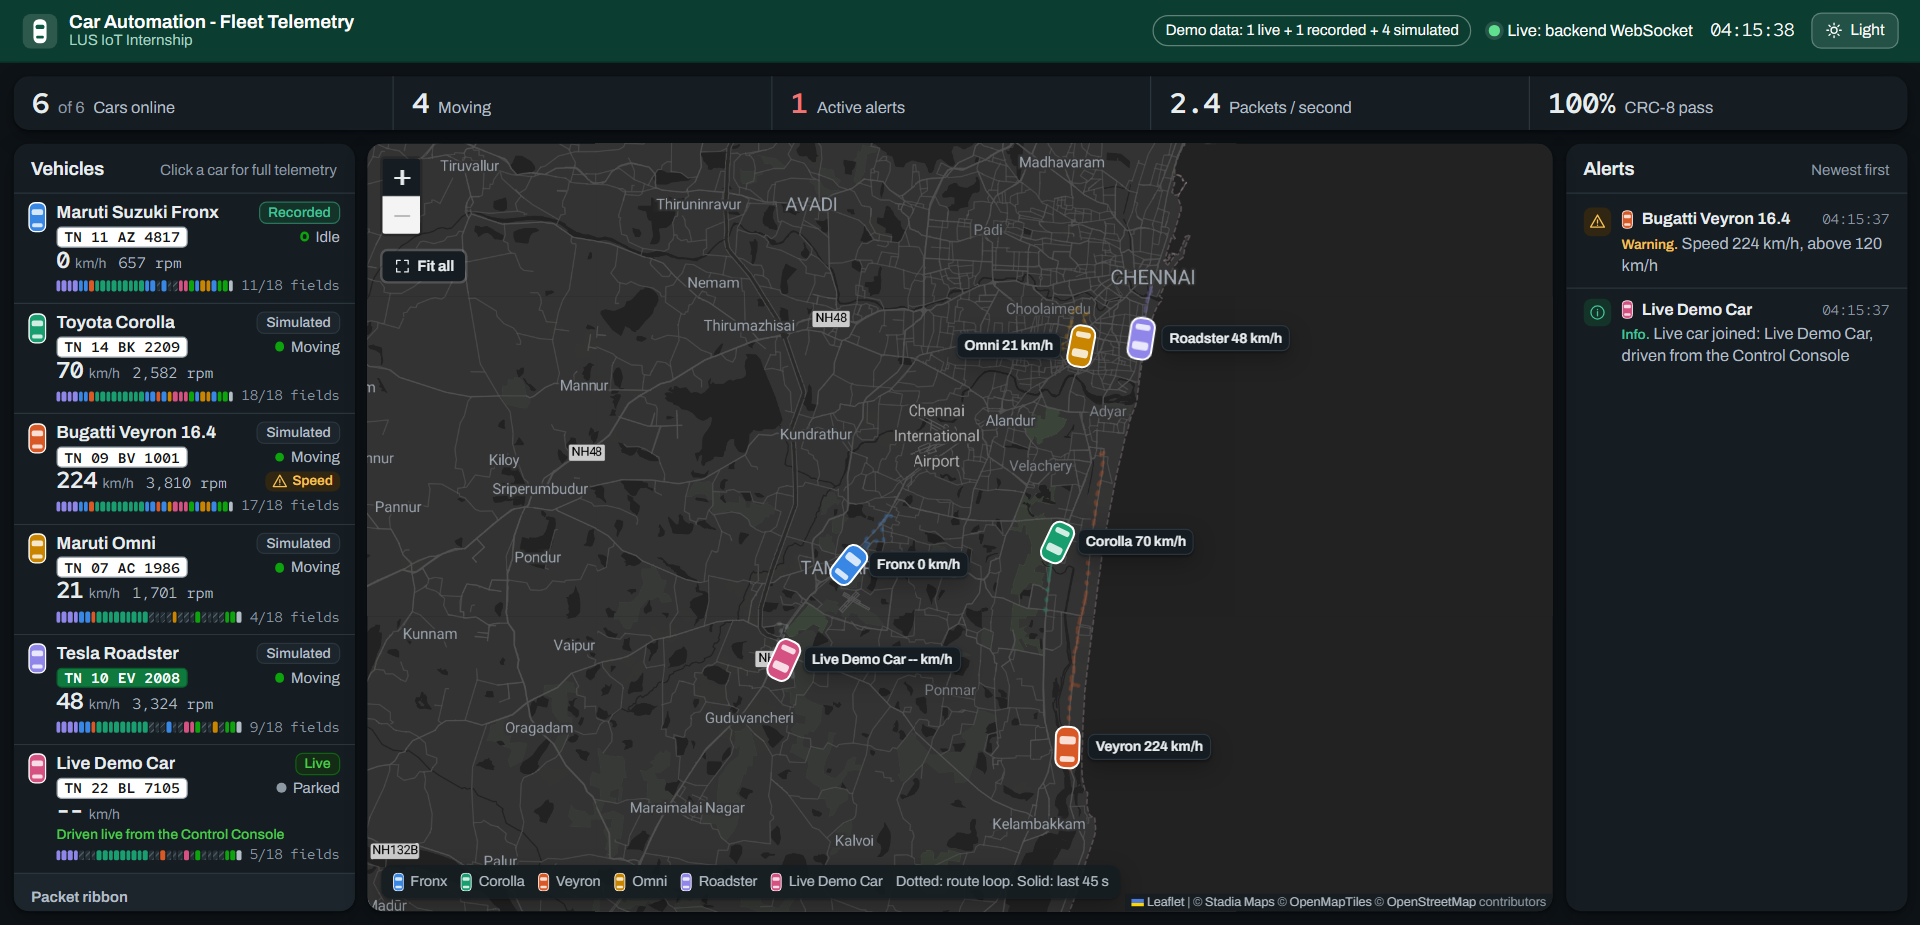 Car Automation - Fleet Telemetry
LUS IoT Internship
Demo data: 1 live + 1 recorded + 4 simulated
Live: backend WebSocket
04:15:38
Light
6 of 6 Cars online
4 Moving
1 Active alerts
2.4 Packets / second
100% CRC-8 pass
Vehicles
Click a car for full telemetry
Maruti Suzuki Fronx
Recorded
TN 11 AZ 4817
Idle
0 km/h 657 rpm
11/18 fields
Toyota Corolla
Simulated
TN 14 BK 2209
Moving
70 km/h 2,582 rpm
18/18 fields
Bugatti Veyron 16.4
Simulated
TN 09 BV 1001
Moving
224 km/h 3,810 rpm
Speed
17/18 fields
Maruti Omni
Simulated
TN 07 AC 1986
Moving
21 km/h 1,701 rpm
4/18 fields
Tesla Roadster
Simulated
TN 10 EV 2008
Moving
48 km/h 3,324 rpm
9/18 fields
Live Demo Car
Live
TN 22 BL 7105
Parked
-- km/h
Driven live from the Control Console
5/18 fields
Packet ribbon
+
−
Fit all
Tiruvallur
Madhavaram
Thiruninravur
AVADI
Padi
CHENNAI
Nemam
Choolaimedu
Thirumazhisai
NH48
Omni 21 km/h
Roadster 48 km/h
Mannur
Chennai
International
Airport
Alandur
Adyar
Kundrathur
NH48
Kiloy
Velachery
Sriperumbudur
Pannur
Corolla 70 km/h
Pondur
Fronx 0 km/h
Kunnam
Vaipur
Live Demo Car -- km/h
Ponmar
Guduvancheri
Oragadam
Veyron 224 km/h
Maraimalai Nagar
Kelambakkam
Kalvoi
NH132B
Palur
Fronx
Corolla
Veyron
Omni
Roadster
Live Demo Car
Dotted: route loop. Solid: last 45 s
Leaflet | © Stadia Maps © OpenMapTiles © OpenStreetMap contributors
Alerts
Newest first
Bugatti Veyron 16.4
04:15:37
Warning. Speed 224 km/h, above 120
km/h
Live Demo Car
04:15:37
Info. Live car joined: Live Demo Car,
driven from the Control Console